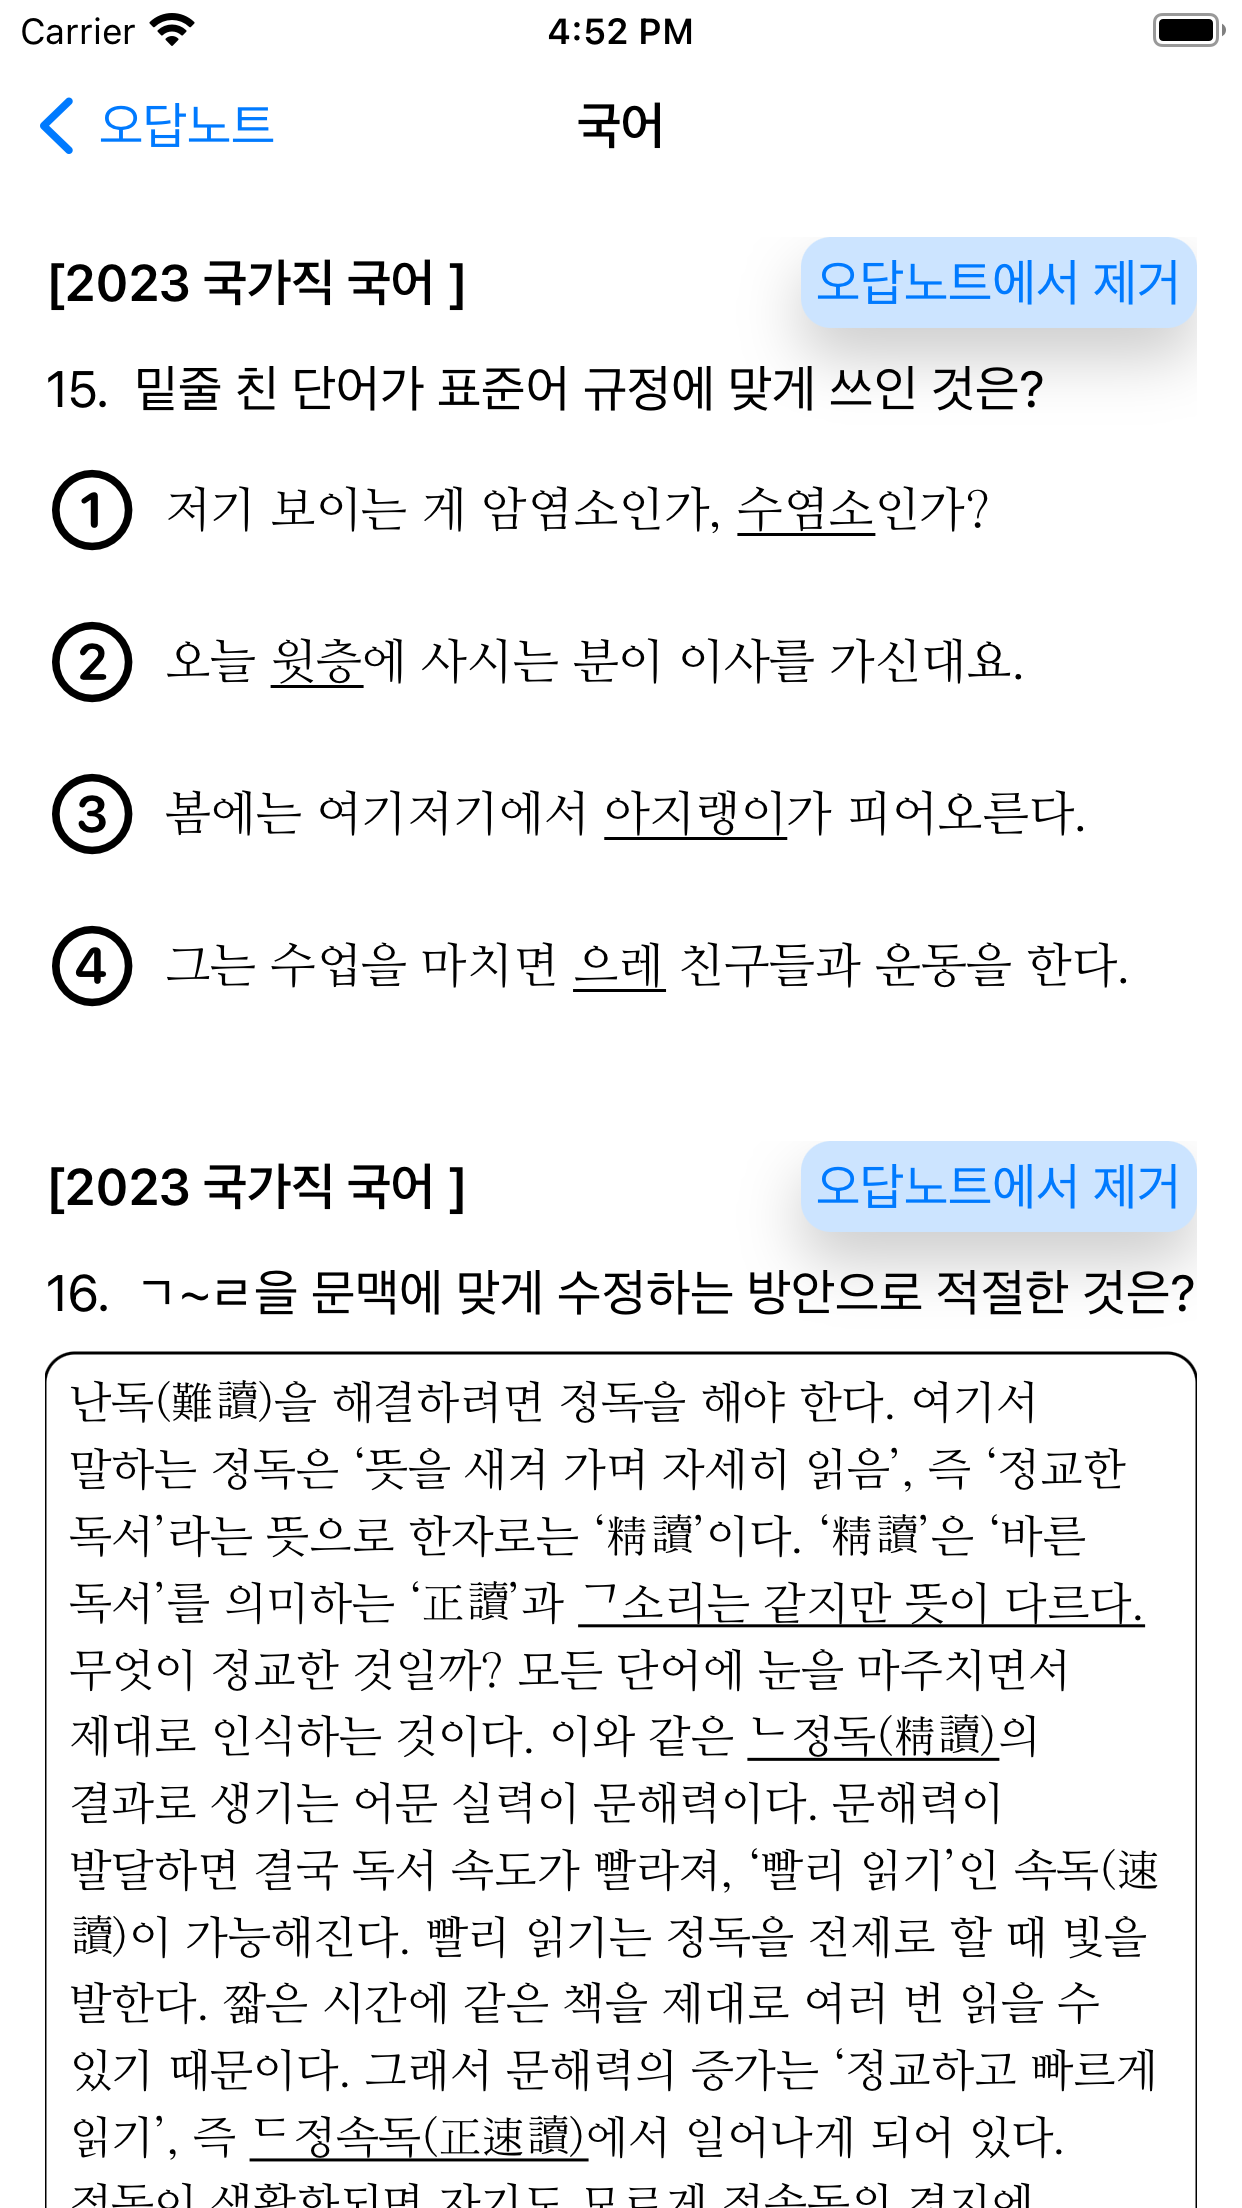 Carrier 4:52 PM
오답노트 국어
[2023 국가직 국어 ] 오답노트에서 제거
15. 밑줄 친 단어가 표준어 규정에 맞게 쓰인 것은?
1 저기 보이는 게 암염소인가, 수염소인가?
2 오늘 윗층에 사시는 분이 이사를 가신대요.
3 봄에는 여기저기에서 아지랭이가 피어오른다.
4 그는 수업을 마치면 으레 친구들과 운동을 한다.
[2023 국가직 국어 ] 오답노트에서 제거
16. ㄱ~ㄹ을 문맥에 맞게 수정하는 방안으로 적절한 것은?
난독(難讀)을 해결하려면 정독을 해야 한다. 여기서
말하는 정독은 ‘뜻을 새겨 가며 자세히 읽음’, 즉 ‘정교한
독서’라는 뜻으로 한자로는 ‘精讀’이다. ‘精讀’은 ‘바른
독서’를 의미하는 ‘正讀’과 ㄱ소리는 같지만 뜻이 다르다.
무엇이 정교한 것일까? 모든 단어에 눈을 마주치면서
제대로 인식하는 것이다. 이와 같은 ㄴ정독(精讀)의
결과로 생기는 어문 실력이 문해력이다. 문해력이
발달하면 결국 독서 속도가 빨라져, ‘빨리 읽기’인 속독(速
讀)이 가능해진다. 빨리 읽기는 정독을 전제로 할 때 빛을
발한다. 짧은 시간에 같은 책을 제대로 여러 번 읽을 수
있기 때문이다. 그래서 문해력의 증가는 ‘정교하고 빠르게
읽기’, 즉 ㄷ정속독(正速讀)에서 일어나게 되어 있다.
정독이 생활화되면 자기도 모르게 정속독의 경지에